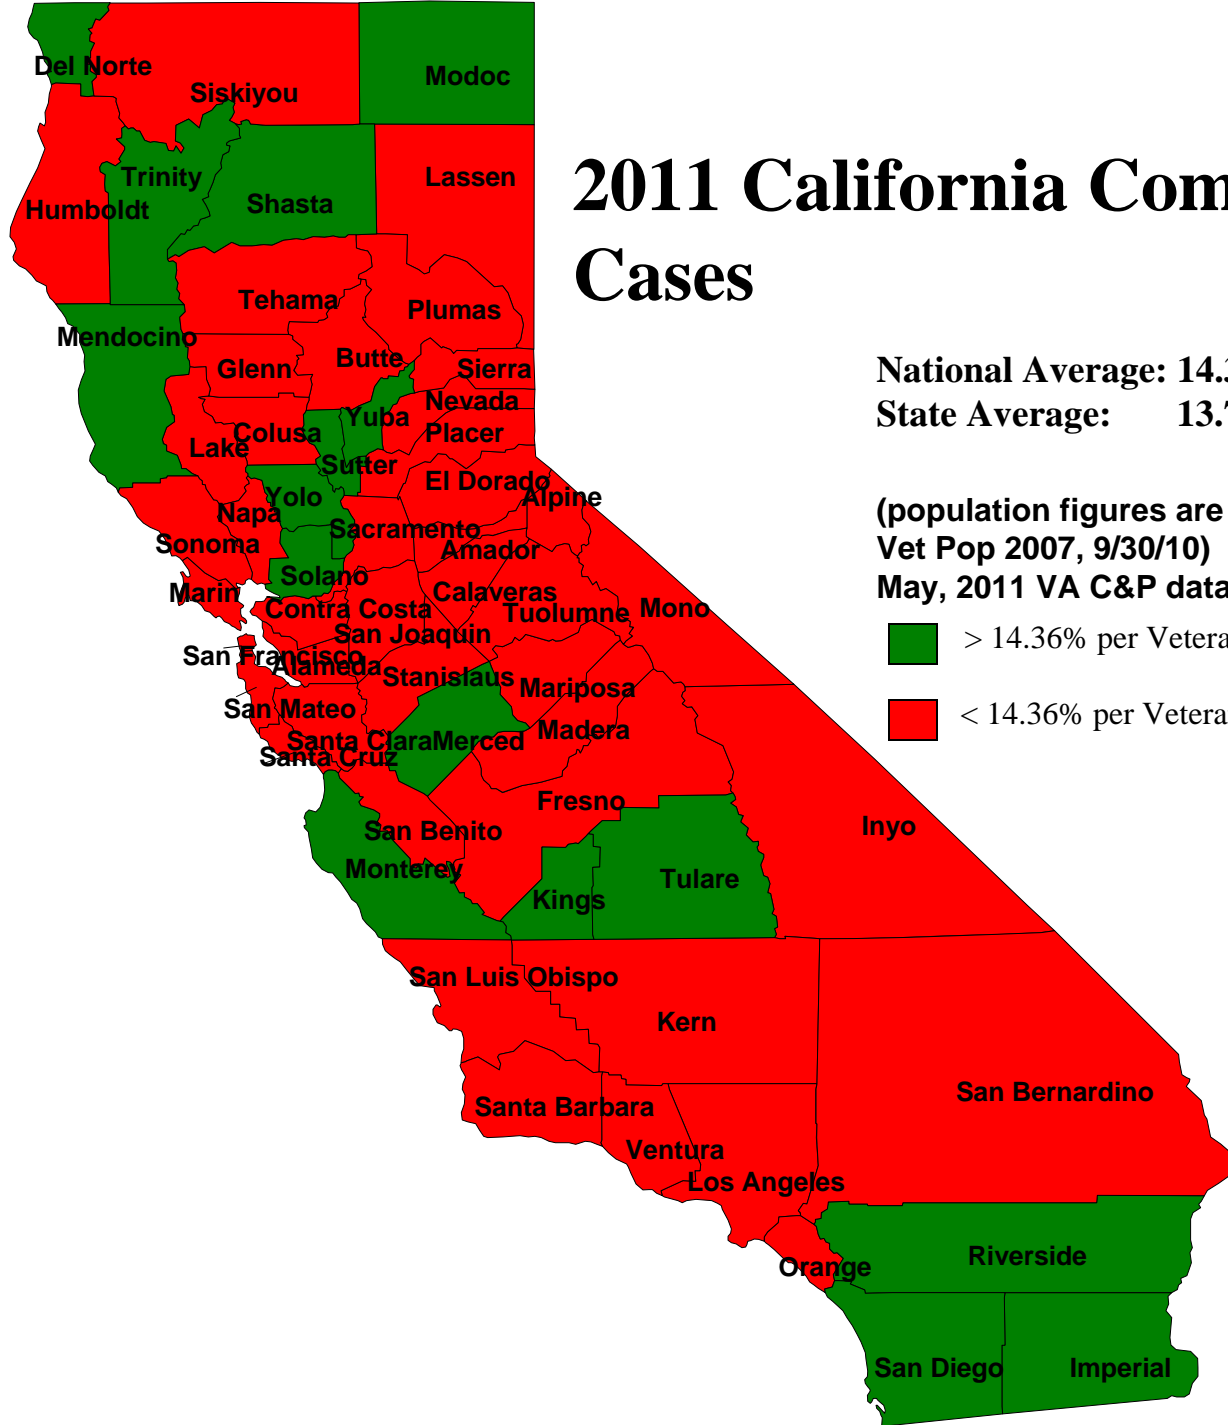 Del Norte
Siskiyou
Modoc
Trinity
Shasta
Lassen
Humboldt
2011 California Com
Cases
Tehama
Plumas
Mendocino
Glenn
Butte
Sierra
National Average: 14.3
State Average: 13.7
Nevada
Yuba
Placer
Colusa
Lake
Sutter
El Dorado
Alpine
Yolo
Napa
Sacramento
Sonoma
Amador
(population figures are
Vet Pop 2007, 9/30/10)
May, 2011 VA C&P data
Solano
Marin
Calaveras
Contra Costa
Tuolumne
Mono
San Joaquin
> 14.36% per Vetera
San Francisco
Alameda
Stanislaus
Mariposa
San Mateo
< 14.36% per Vetera
Santa Clara
Merced
Madera
Santa Cruz
Fresno
Inyo
San Benito
Monterey
Tulare
Kings
San Luis Obispo
Kern
San Bernardino
Santa Barbara
Ventura
Los Angeles
Riverside
Orange
San Diego
Imperial